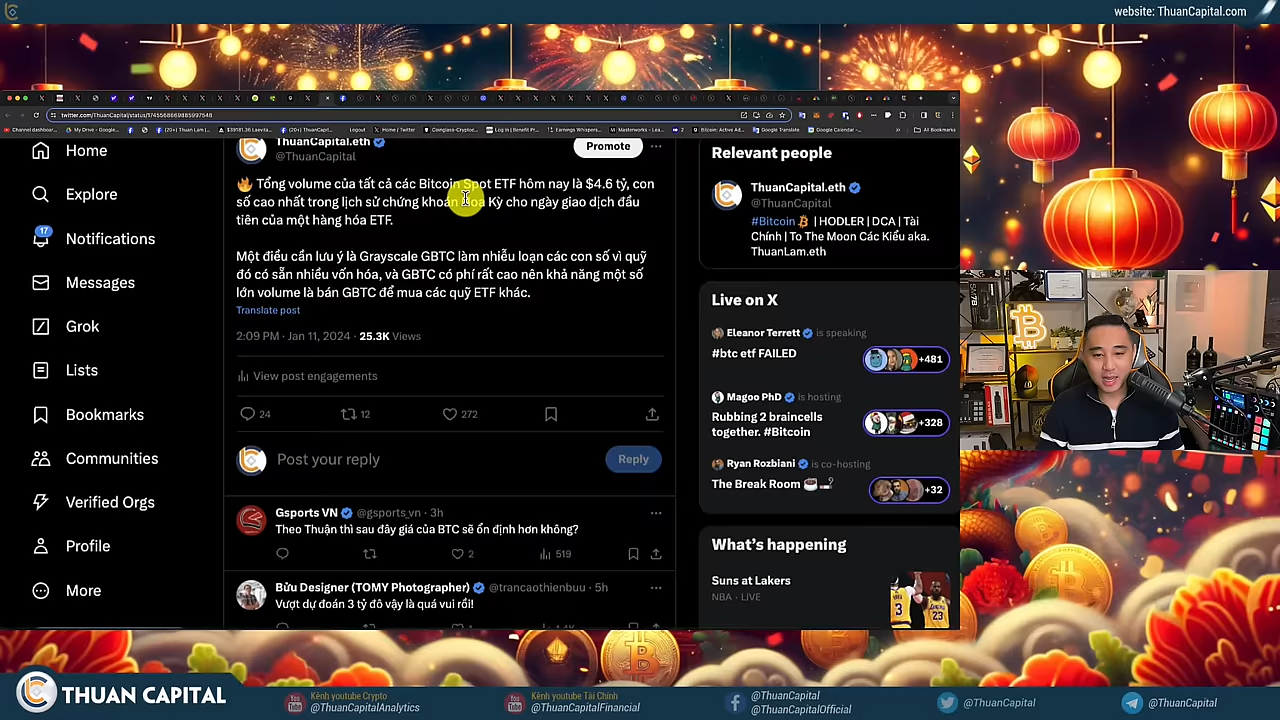 website: ThuanCapital.com
twitter.com/ThuanCapital/status/1745568669885997548
Home
Explore
17
Notifications
Messages
Grok
Lists
Bookmarks
Communities
Verified Orgs
Profile
More
ThuanCapital.eth
@ThuanCapital
Promote
🔥 Tổng volume của tất cả các Bitcoin Spot ETF hôm nay là $4.6 tỷ, con
số cao nhất trong lịch sử chứng khoán Hoa Kỳ cho ngày giao dịch đầu
tiên của một hàng hóa ETF.
Một điều cần lưu ý là Grayscale GBTC làm nhiễu loạn các con số vì quỹ
đó có sẵn nhiều vốn hóa, và GBTC có phí rất cao nên khả năng một số
lớn volume là bán GBTC để mua các quỹ ETF khác.
Translate post
2:09 PM · Jan 11, 2024 · 25.3K Views
View post engagements
24
12
272
Post your reply
Reply
Gsports VN @gsports_vn · 3h
Theo Thuận thì sau đây giá của BTC sẽ ổn định hơn không?
2
519
Bửu Designer (TOMY Photographer) @trancaothienbuu · 5h
Vượt dự đoán 3 tỷ đô vậy là quá vui rồi!
Relevant people
ThuanCapital.eth
@ThuanCapital
#Bitcoin | HODLER | DCA | Tài
Chính | To The Moon Các Kiểu aka.
ThuanLam.eth
Live on X
Eleanor Terrett is speaking
#btc etf FAILED
+481
Magoo PhD is hosting
Rubbing 2 braincells
together. #Bitcoin
+328
Ryan Rozbiani is co-hosting
The Break Room
+32
What's happening
Suns at Lakers
NBA · LIVE
THUAN CAPITAL
Kênh youtube Crypto
@ThuanCapitalAnalytics
Kênh youtube Tài Chính
@ThuanCapitalFinancial
@ThuanCapital
@ThuanCapitalOfficial
@ThuanCapital
@ThuanCapital